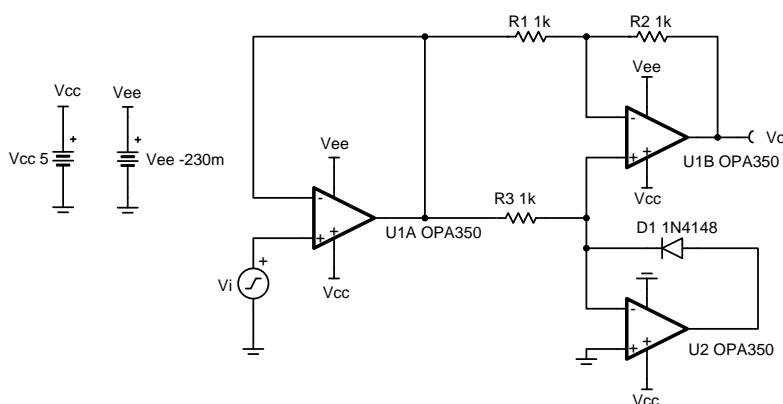 R1 1k
R2 1k
Vcc
Vee
Vee
+
+
Vcc 5
Vee -230m
Vee
-
+
+
U1B OPA350
Vo
-
+
+
R3 1k
Vcc
U1A OPA350
D1 1N4148
+
Vi
Vcc
-
+
+
U2 OPA350
Vcc